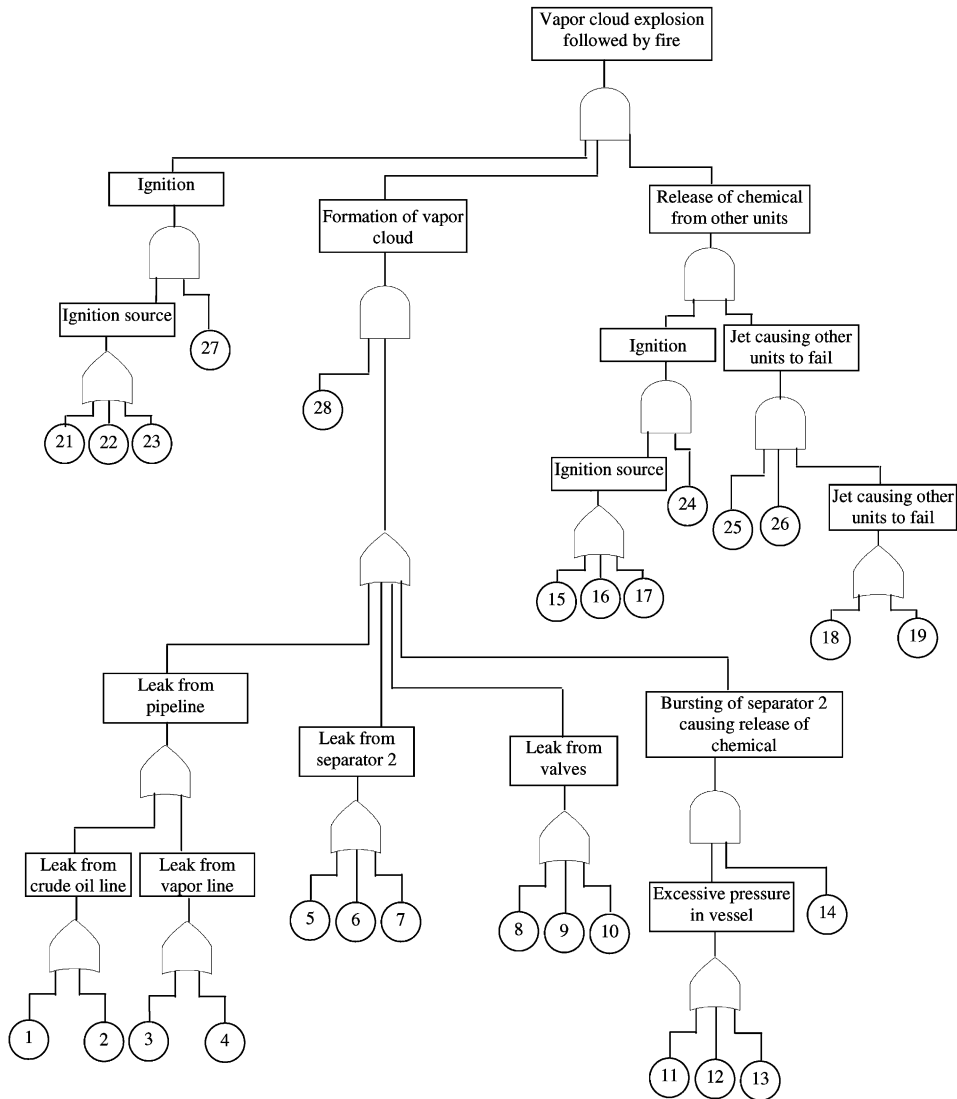 Vapor cloud explosion
followed by fire
Ignition
Formation of vapor
cloud
Release of chemical
from other units
Ignition source
27
Ignition
Jet causing other
units to fail
28
21
22
23
Ignition source
24
25
26
Jet causing other
units to fail
15
16
17
18
19
Leak from
pipeline
Leak from
separator 2
Leak from
valves
Bursting of separator 2
causing release of
chemical
Leak from
crude oil line
Leak from
vapor line
5
6
7
8
9
10
Excessive pressure
in vessel
14
1
2
3
4
11
12
13